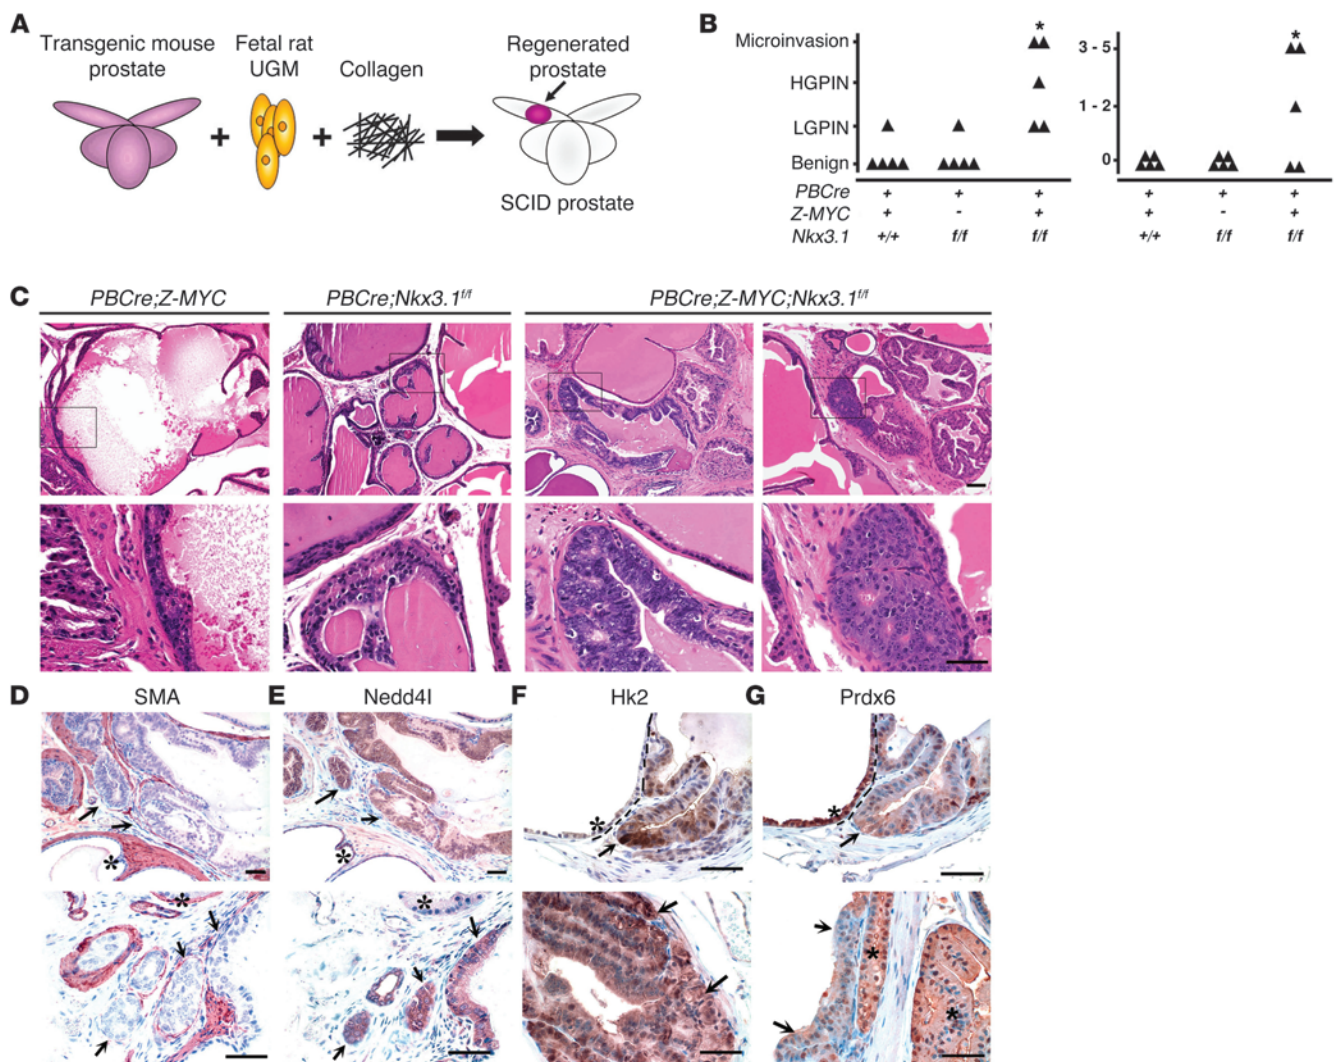 A
Transgenic mouse
prostate
Fetal rat
UGM
Collagen
Regenerated
prostate
SCID prostate
+
+
B
Microinvasion
HGPIN
LGPIN
Benign
*
PBCre + + +
Z-MYC + - +
Nkx3.1 +/+ f/f f/f
3 - 5
1 - 2
0
*
+ + +
+ - +
+/+ f/f f/f
C
PBCre;Z-MYC
PBCre;Nkx3.1f/f
PBCre;Z-MYC;Nkx3.1f/f
D SMA
E Nedd4l
F Hk2
G Prdx6
*
*
*
*
*
*
*
*